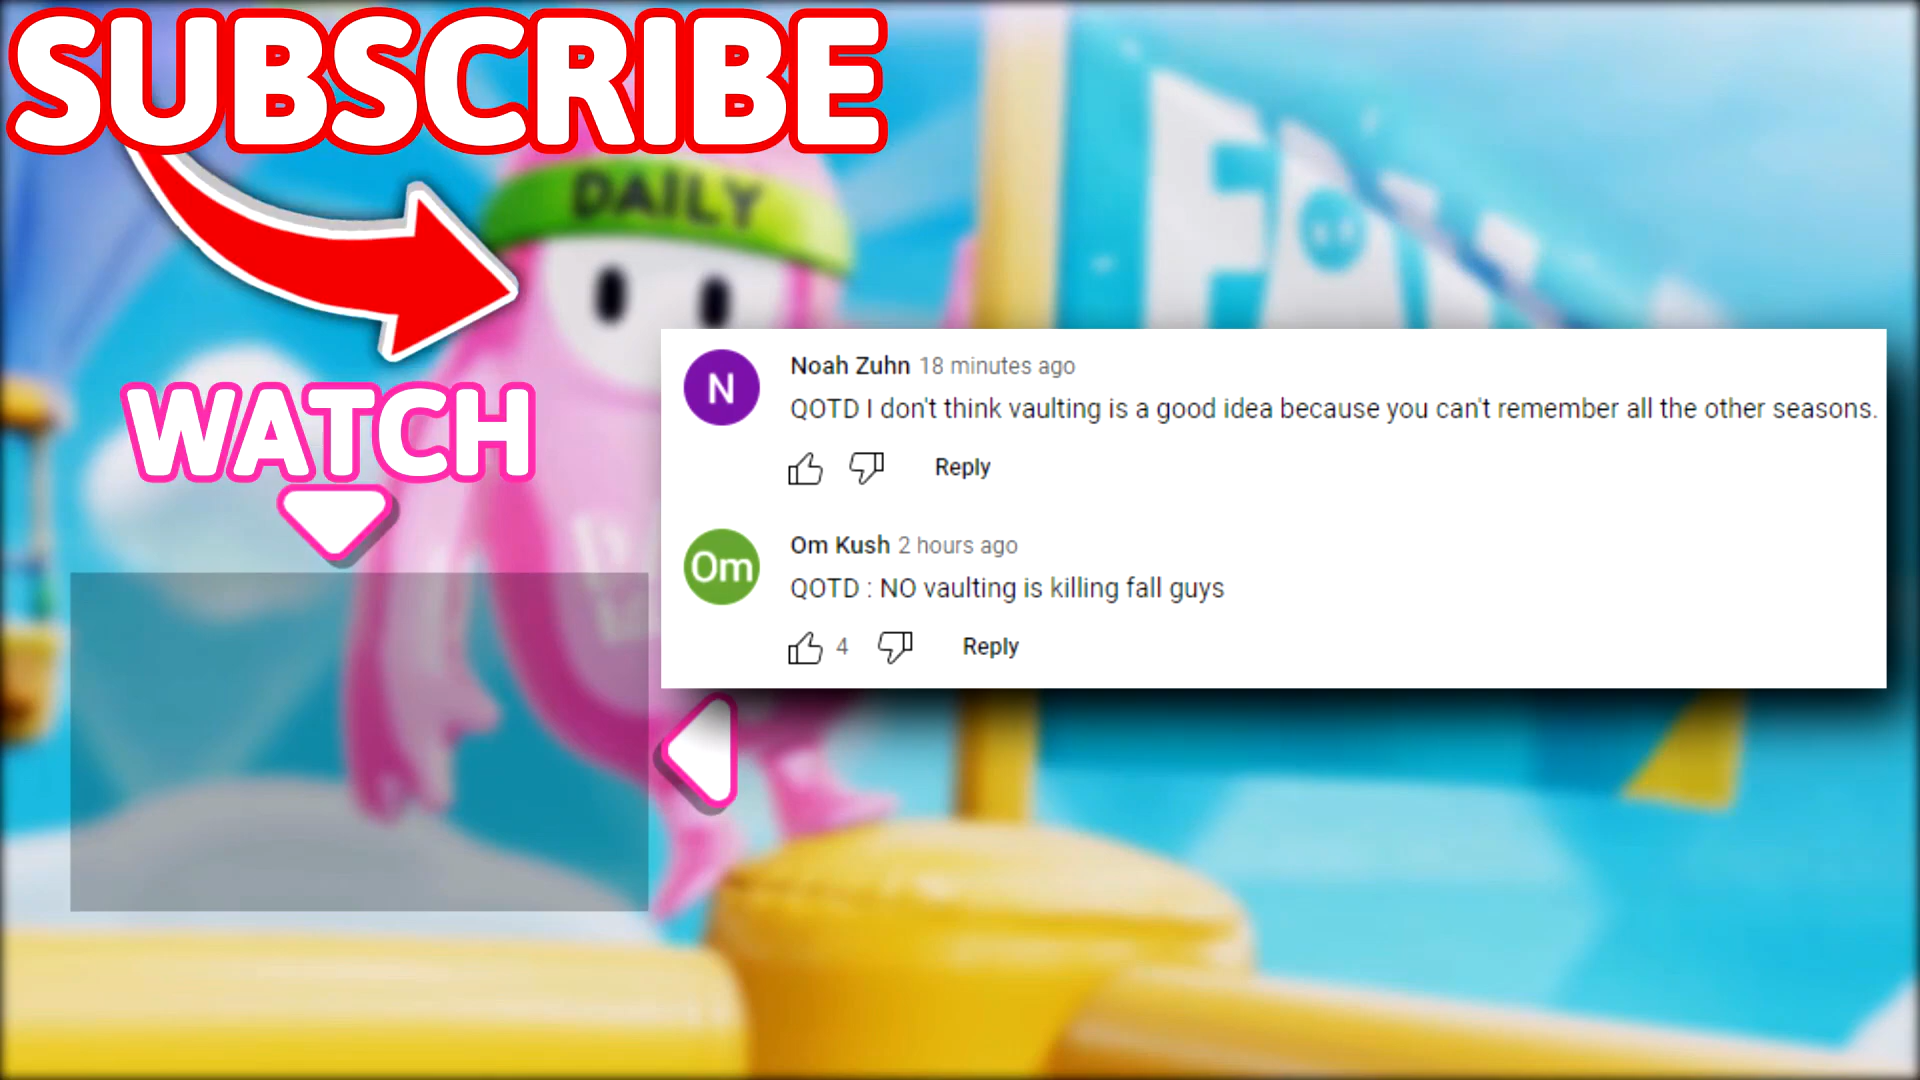 SUBSCRIBE
DAILY
WATCH
N
Noah Zuhn 18 minutes ago
QOTD I don't think vaulting is a good idea because you can't remember all the other seasons.
Reply
Om
Om Kush 2 hours ago
QOTD : NO vaulting is killing fall guys
4
Reply